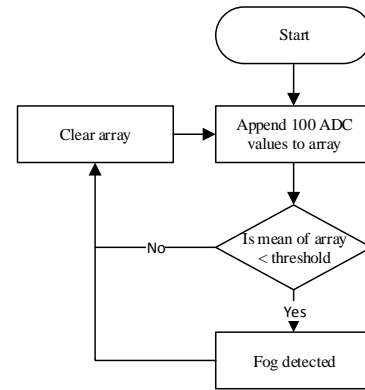 Start
Clear array
Append 100 ADC
values to array
Is mean of array
< threshold
No
Yes
Fog detected